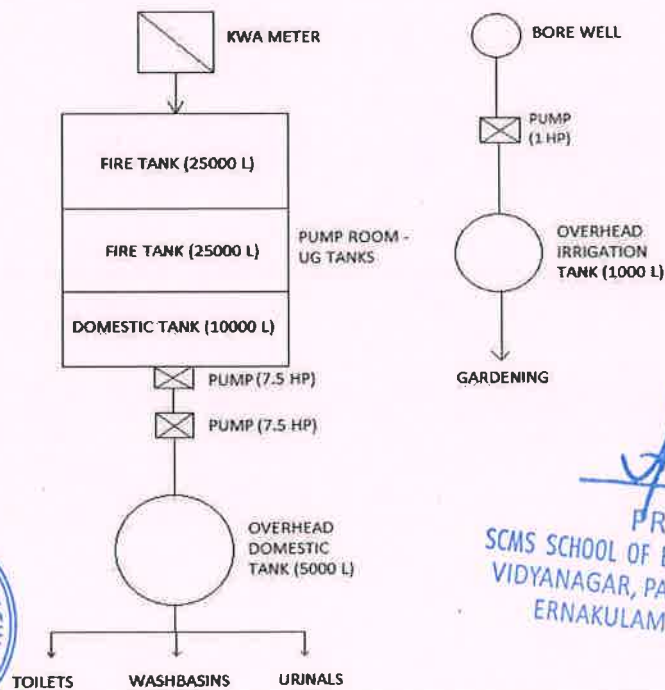 KWA METER
FIRE TANK (25000 L)
FIRE TANK (25000 L)
DOMESTIC TANK (10000 L)
PUMP ROOM -
UG TANKS
PUMP (7.5 HP)
PUMP (7.5 HP)
OVERHEAD
DOMESTIC
TANK (5000 L)
TOILETS
WASHBASINS
URINALS
BORE WELL
PUMP
(1 HP)
OVERHEAD
IRRIGATION
TANK (1000 L)
GARDENING
SCMS SCHOOL OF
VIDYANAGAR,
ERNAKULAM